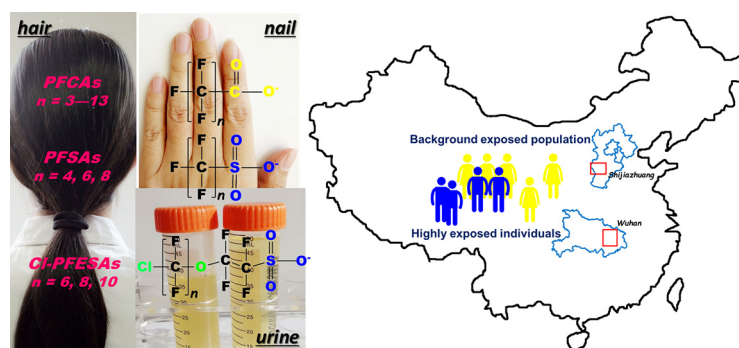 hair
PFCAs
n = 3—13
PFSAs
n = 4, 6, 8
Cl-PFESAs
n = 6, 8, 10
nail
F
O
F
C
C
O-
F
n
F
O
F
C
S
O-
F
n
O
F
F
O
Cl
C
O
C
C
S
O-
F
n
F
F
O
urine
Background exposed population
Highly exposed individuals
Shijiazhuang
Wuhan